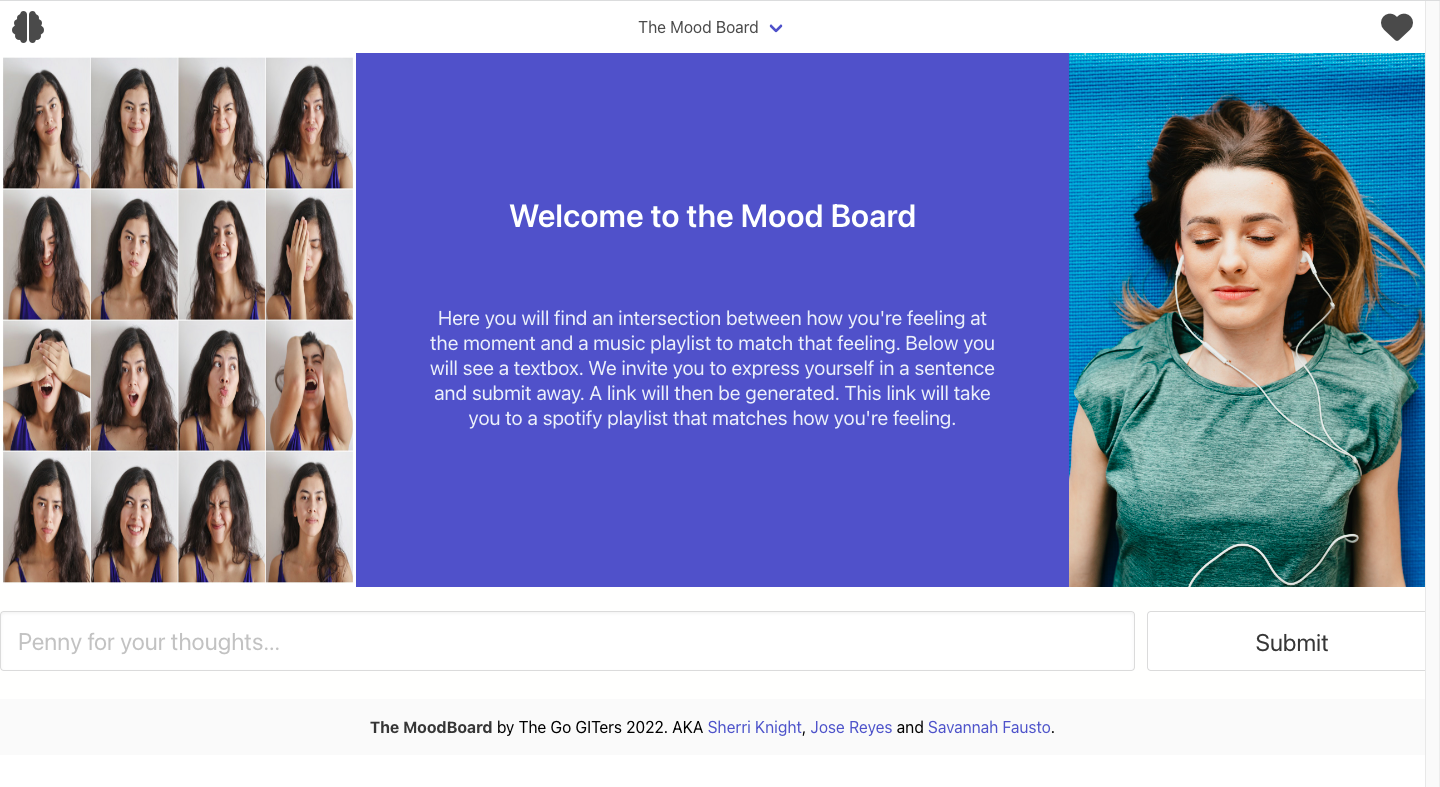 The Mood Board
Welcome to the Mood Board
Here you will find an intersection between how you're feeling at
the moment and a music playlist to match that feeling. Below you
will see a textbox. We invite you to express yourself in a sentence
and submit away. A link will then be generated. This link will take
you to a spotify playlist that matches how you're feeling.
Penny for your thoughts...
Submit
The MoodBoard by The Go GITers 2022. AKA Sherri Knight, Jose Reyes and Savannah Fausto.